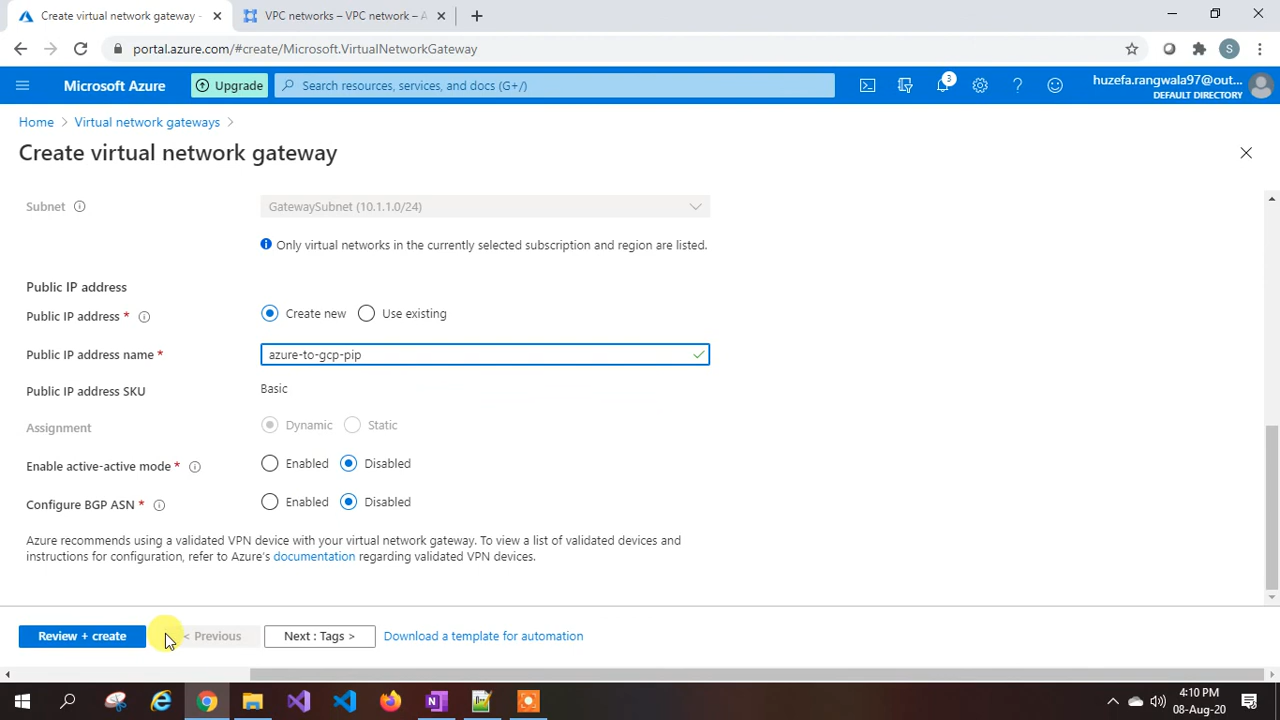 Create virtual network gateway -
VPC networks – VPC network – A
portal.azure.com/#create/Microsoft.VirtualNetworkGateway
S
Microsoft Azure
Upgrade
Search resources, services, and docs (G+/)
3
huzefa.rangwala97@out...
DEFAULT DIRECTORY
Home > Virtual network gateways >
Create virtual network gateway
Subnet
GatewaySubnet (10.1.1.0/24)
Only virtual networks in the currently selected subscription and region are listed.
Public IP address
Public IP address *
Create new
Use existing
Public IP address name *
azure-to-gcp-pip
Public IP address SKU
Basic
Assignment
Dynamic
Static
Enable active-active mode *
Enabled
Disabled
Configure BGP ASN *
Enabled
Disabled
Azure recommends using a validated VPN device with your virtual network gateway. To view a list of validated devices and
instructions for configuration, refer to Azure's documentation regarding validated VPN devices.
Review + create
< Previous
Next : Tags >
Download a template for automation
4:10 PM
08-Aug-20